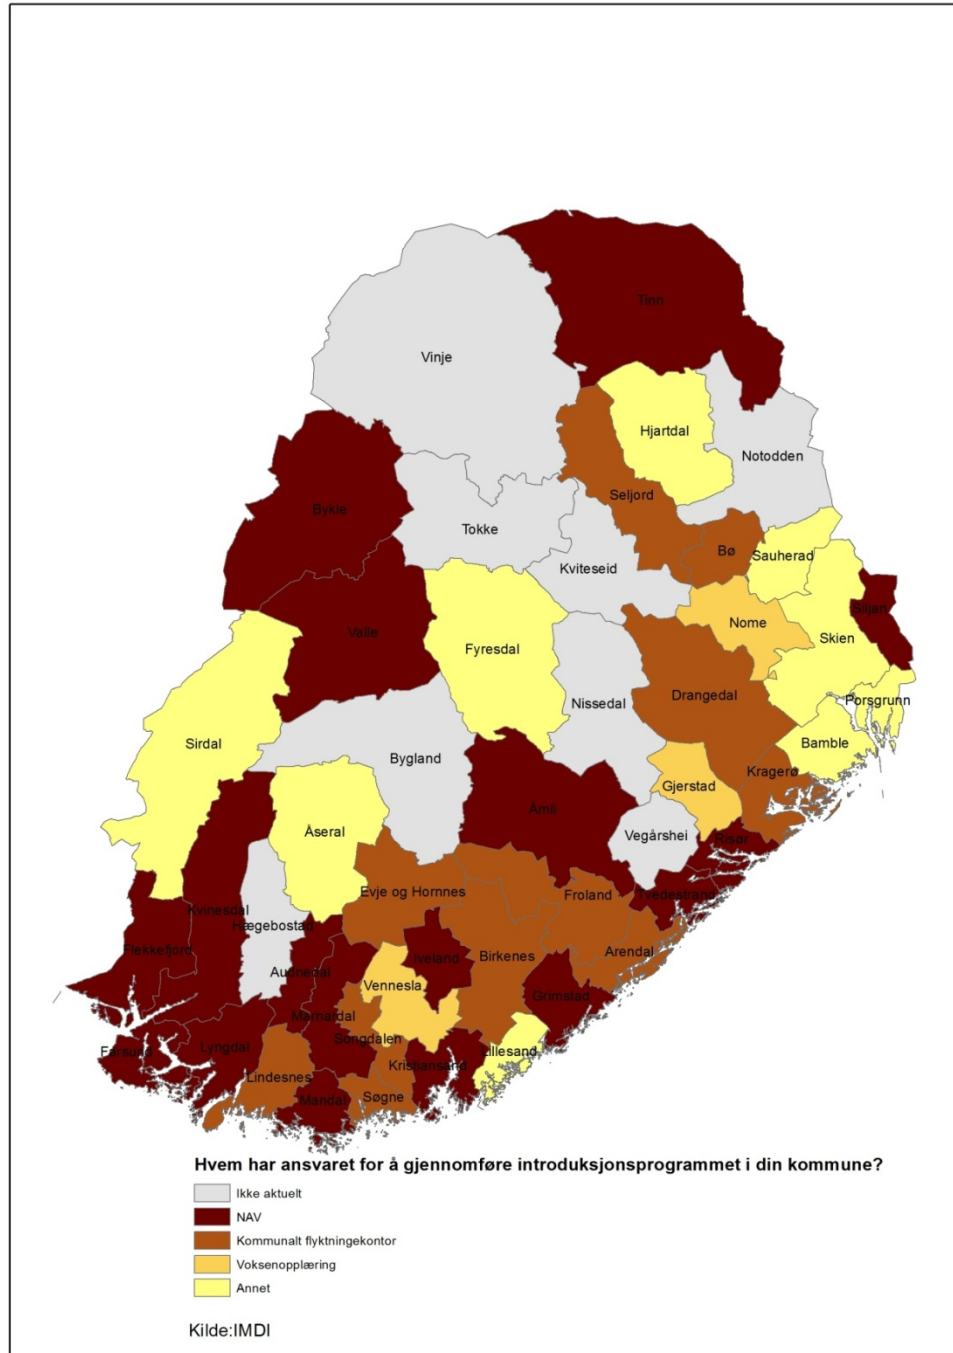 Tinn
Vinje
Hjartdal
Notodden
Seljord
Bykle
Tokke
Bø
Sauherad
Kviteseid
Siljan
Nome
Valle
Skien
Fyresdal
Drangedal
Porsgrunn
Nissedal
Sirdal
Bamble
Bygland
Kragerø
Gjerstad
Åmli
Åseral
Vegårshei
Risør
Evje og Hornnes
Froland
Tvedestrand
Kvinesdal
Hægebostad
Flekkefjord
Arendal
Birkenes
Iveland
Audnedal
Vennesla
Grimstad
Marnardal
Songdalen
Farsund
Lyngdal
Lillesand
Kristiansand
Lindesnes
Mandal
Søgne
Hvem har ansvaret for å gjennomføre introduksjonsprogrammet i din kommune?
Ikke aktuelt
NAV
Kommunalt flyktningekontor
Voksenopplæring
Annet
Kilde:IMDI